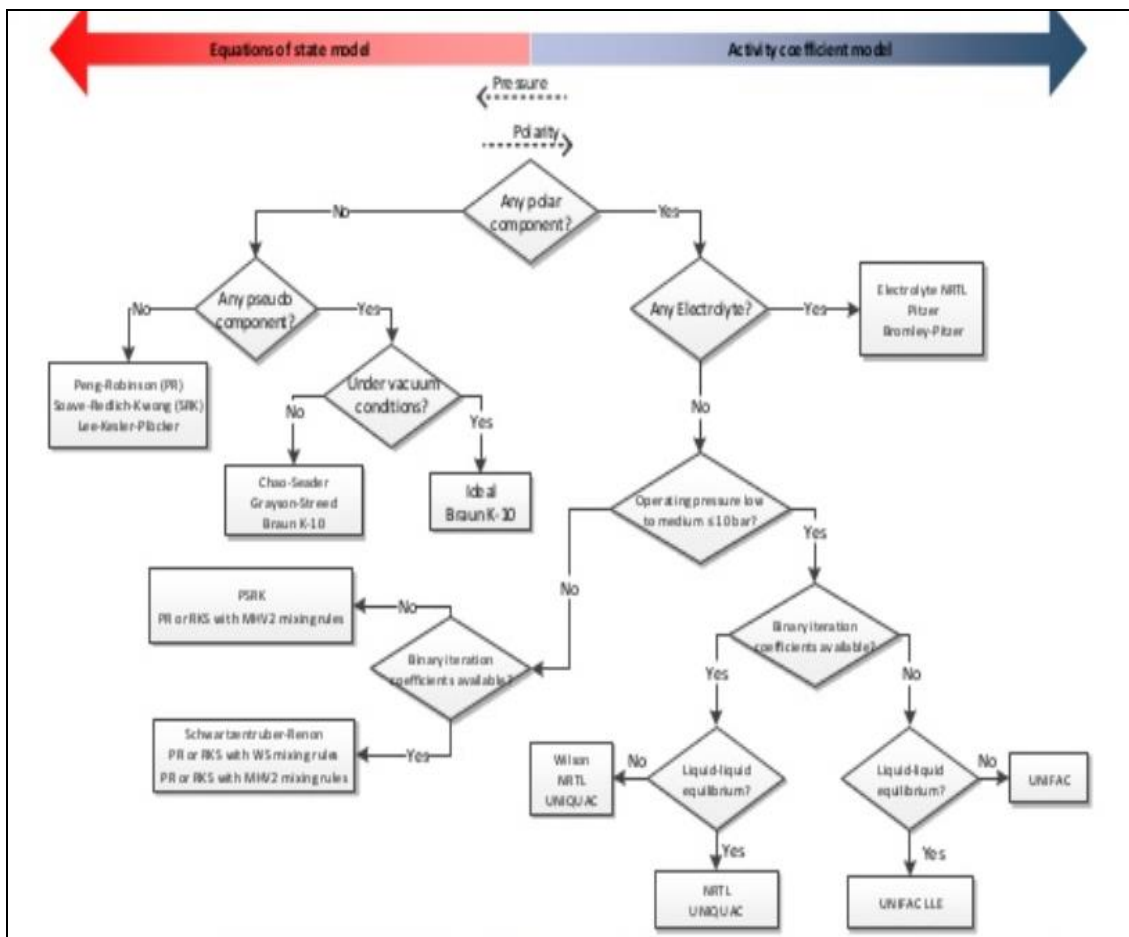 Equations of state model
Activity coefficient model
Pressure
Polarity
Any polar
component?
No
Yes
Any pseudo
component?
No
Yes
Any Electrolyte?
Yes
Electrolyte NRTL
Pitzer
Bromley-Pitzer
Peng-Robinson (PR)
Soave-Redlich-Kwong (SRK)
Lee-Kesler-Plöcker
Under vacuum
conditions?
No
Yes
No
Chao-Seader
Grayson-Streed
Braun K-10
Ideal
Braun K-10
Operating pressure low
to medium ≤ 10 bar?
Yes
No
PSRK
PR or RKS with MHV2 mixing rules
No
Binary iteration
coefficients available?
Binary iteration
coefficients available?
Yes
No
Schwartzentruber-Renon
PR or RKS with WS mixing rules
PR or RKS with MHV2 mixing rules
Yes
Wilson
NRTL
UNIQUAC
No
Liquid-liquid
equilibrium?
Liquid-liquid
equilibrium?
No
UNIFAC
Yes
Yes
NRTL
UNIQUAC
UNIFAC LLE